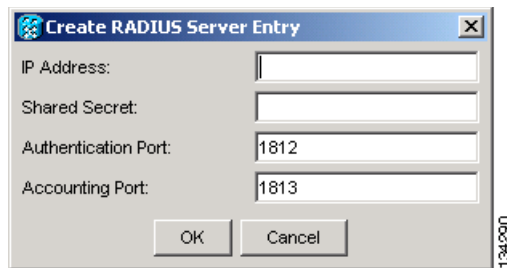 Create RADIUS Server Entry
IP Address:
Shared Secret:
Authentication Port: 1812
Accounting Port: 1813
OK Cancel
134290